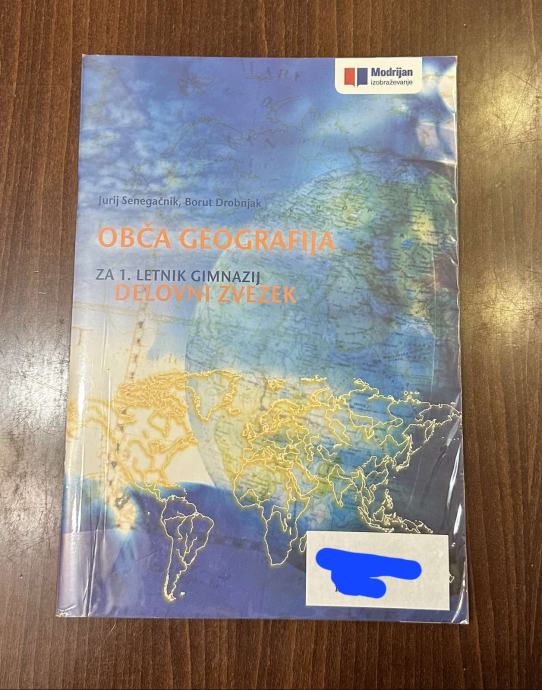 Modrijan
izobraževanje
Jurij Senegačnik, Borut Drobnjak
OBČA GEOGRAFIJA
ZA 1. LETNIK GIMNAZIJ
DELOVNI ZVEZEK